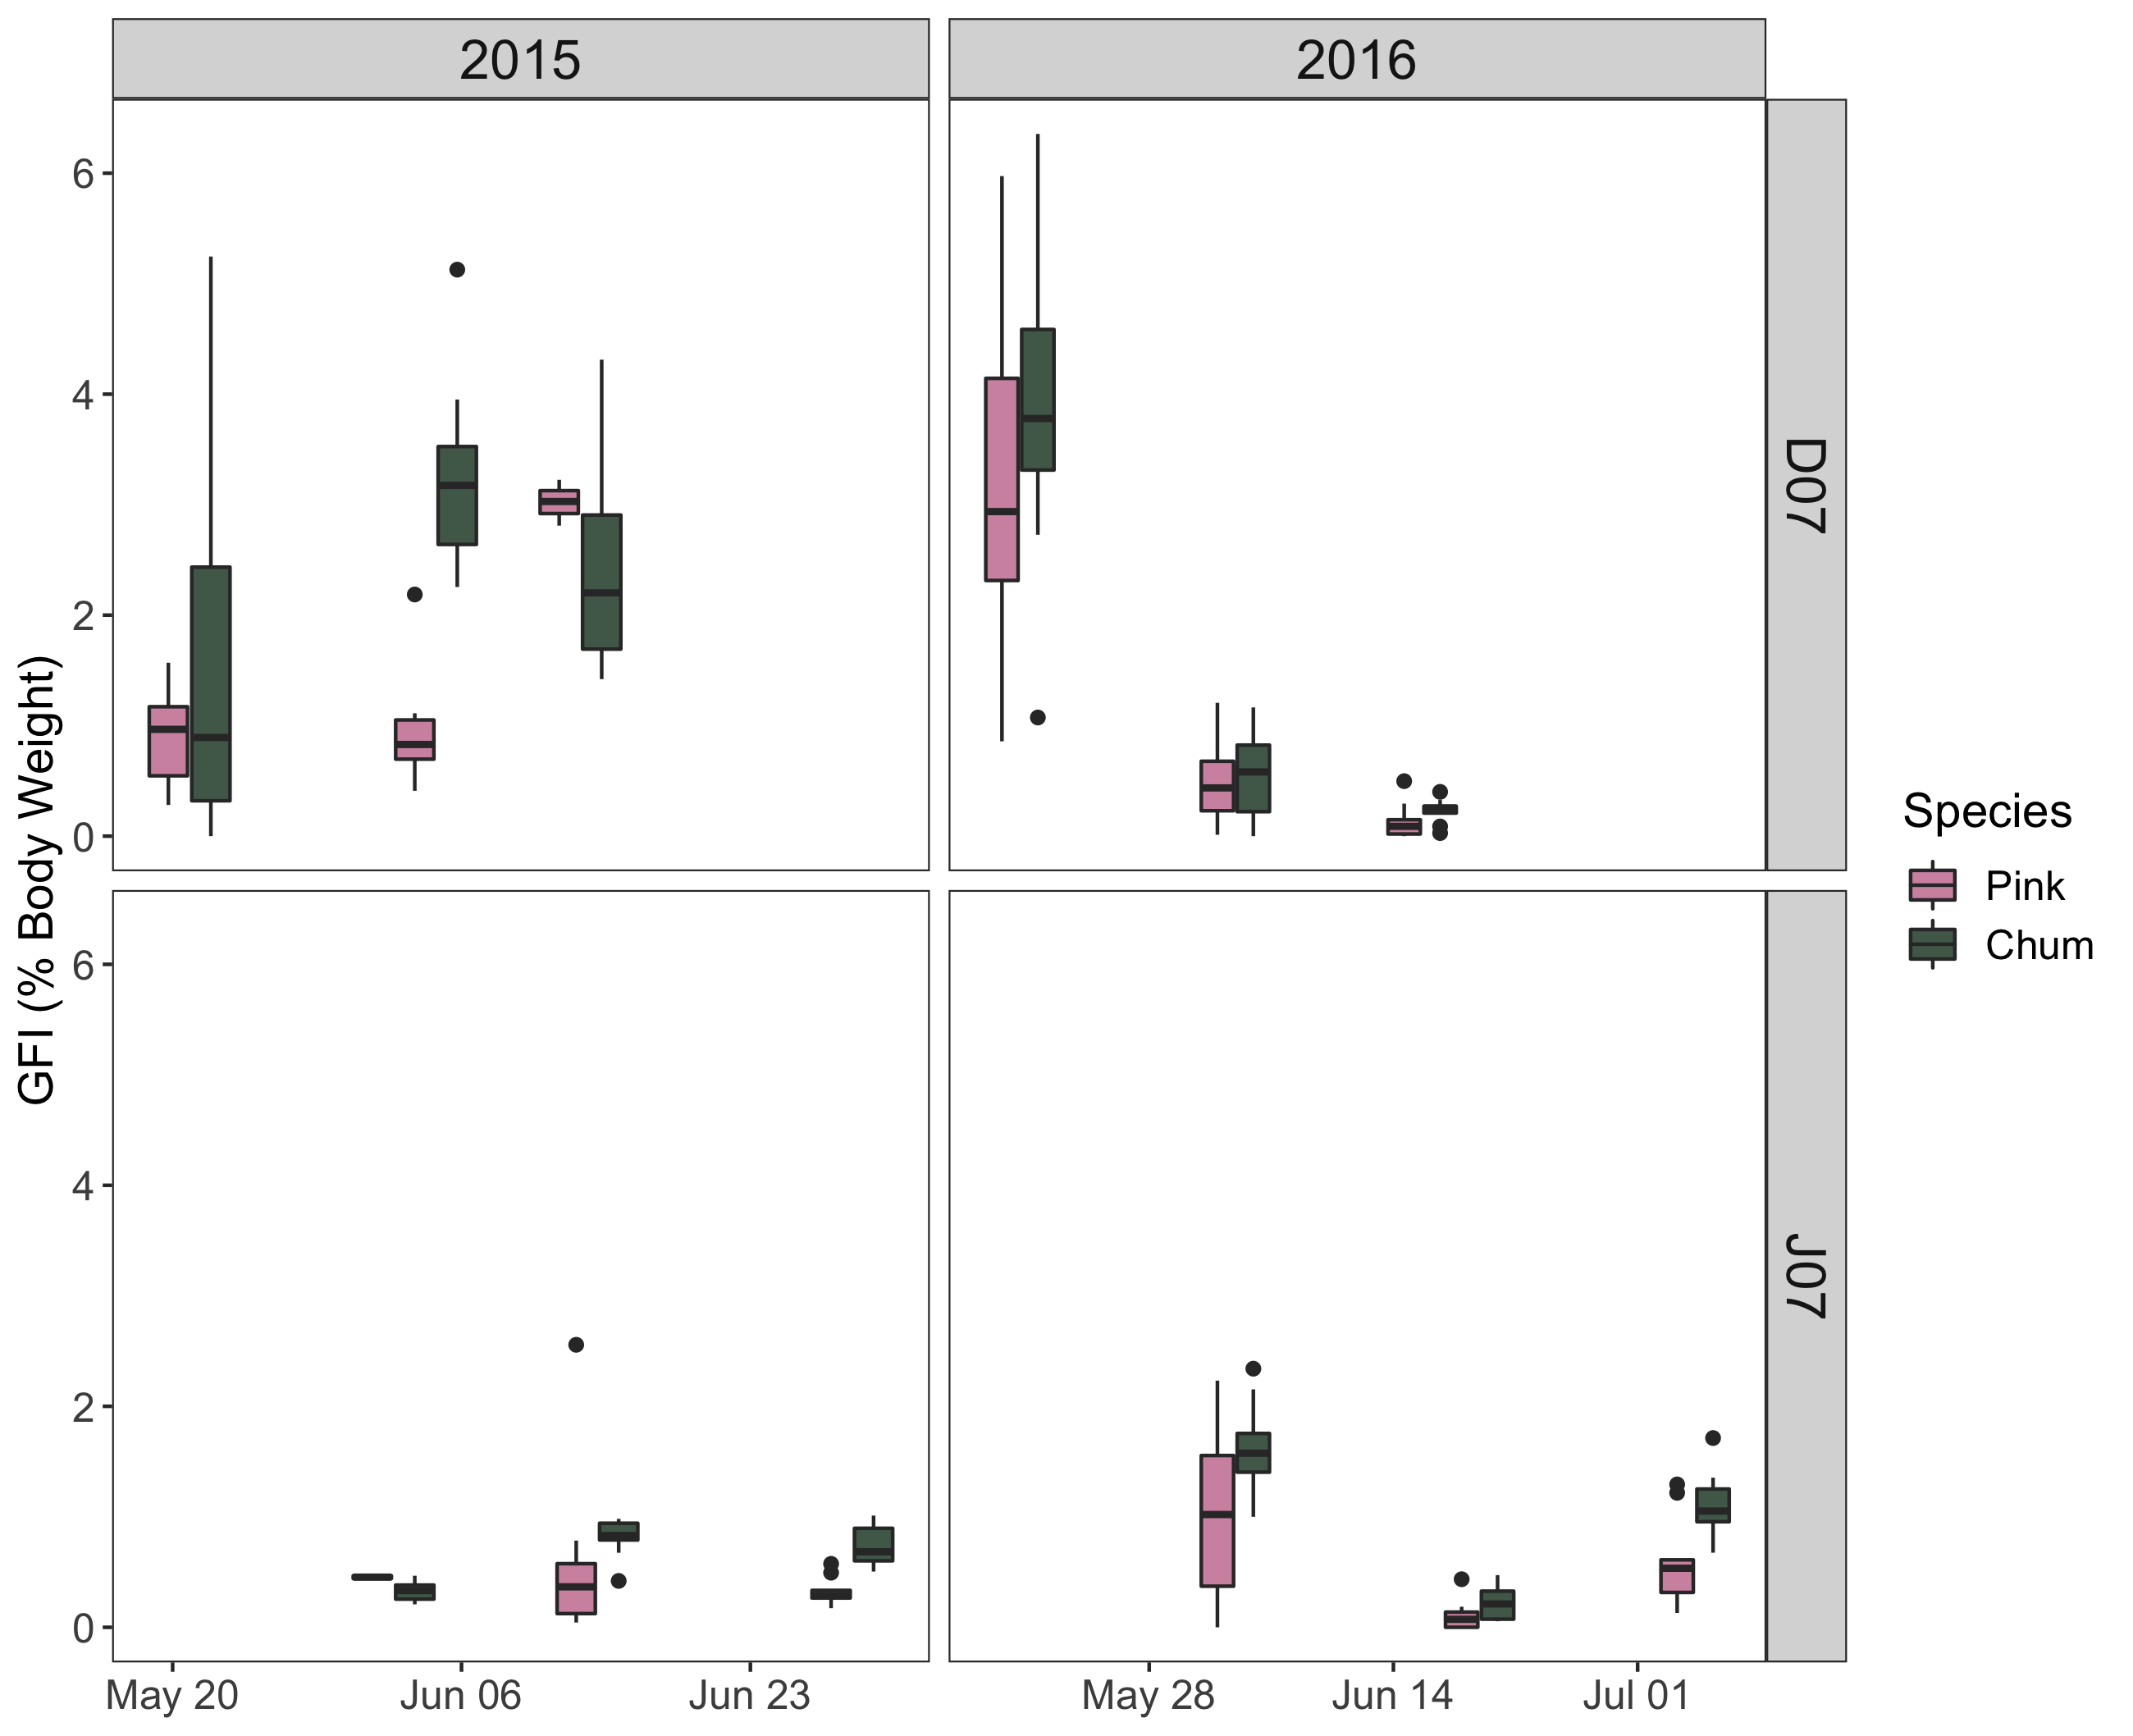 2015
2016
6
4
2
0
D07
GFI (% Body Weight)
6
4
2
0
J07
May 20
Jun 06
Jun 23
May 28
Jun 14
Jul 01
Species
Pink
Chum